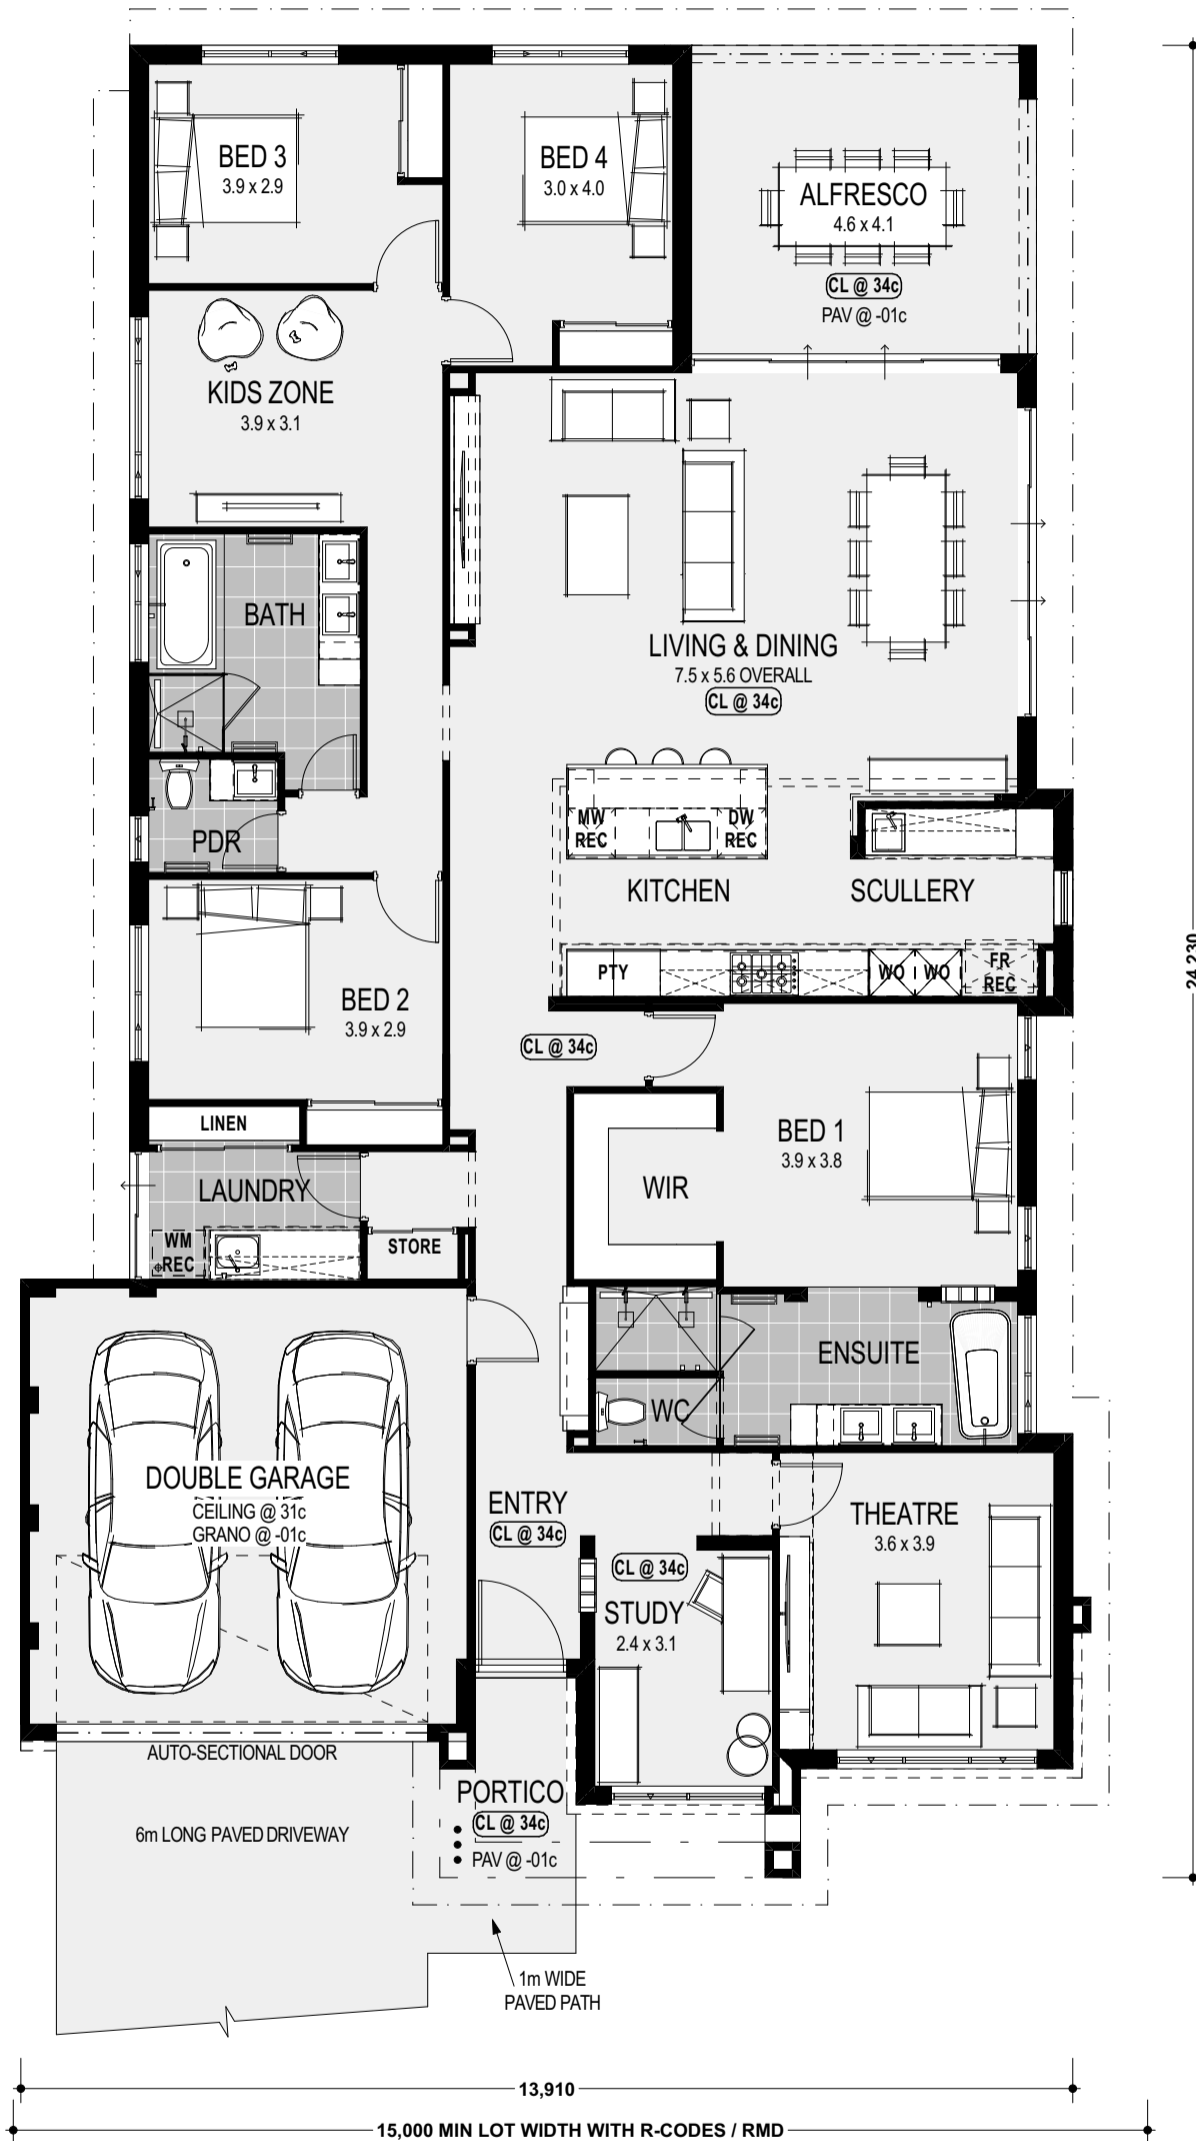 BED 3
3.9 x 2.9
BED 4
3.0 x 4.0
ALFRESCO
4.6 x 4.1
CL @ 34c
PAV @ -01c
KIDS ZONE
3.9 x 3.1
BATH
LIVING & DINING
7.5 x 5.6 OVERALL
CL @ 34c
PDR
MW
REC
DW
REC
KITCHEN
SCULLERY
PTY
WO
WO
FR
REC
BED 2
3.9 x 2.9
CL @ 34c
LINEN
BED 1
3.9 x 3.8
LAUNDRY
WIR
WM
REC
STORE
ENSUITE
WC
DOUBLE GARAGE
CEILING @ 31c
GRANO @ -01c
ENTRY
CL @ 34c
THEATRE
3.6 x 3.9
CL @ 34c
STUDY
2.4 x 3.1
AUTO-SECTIONAL DOOR
PORTICO
CL @ 34c
PAV @ -01c
6m LONG PAVED DRIVEWAY
1m WIDE
PAVED PATH
24,230
13,910
15,000 MIN LOT WIDTH WITH R-CODES / RMD